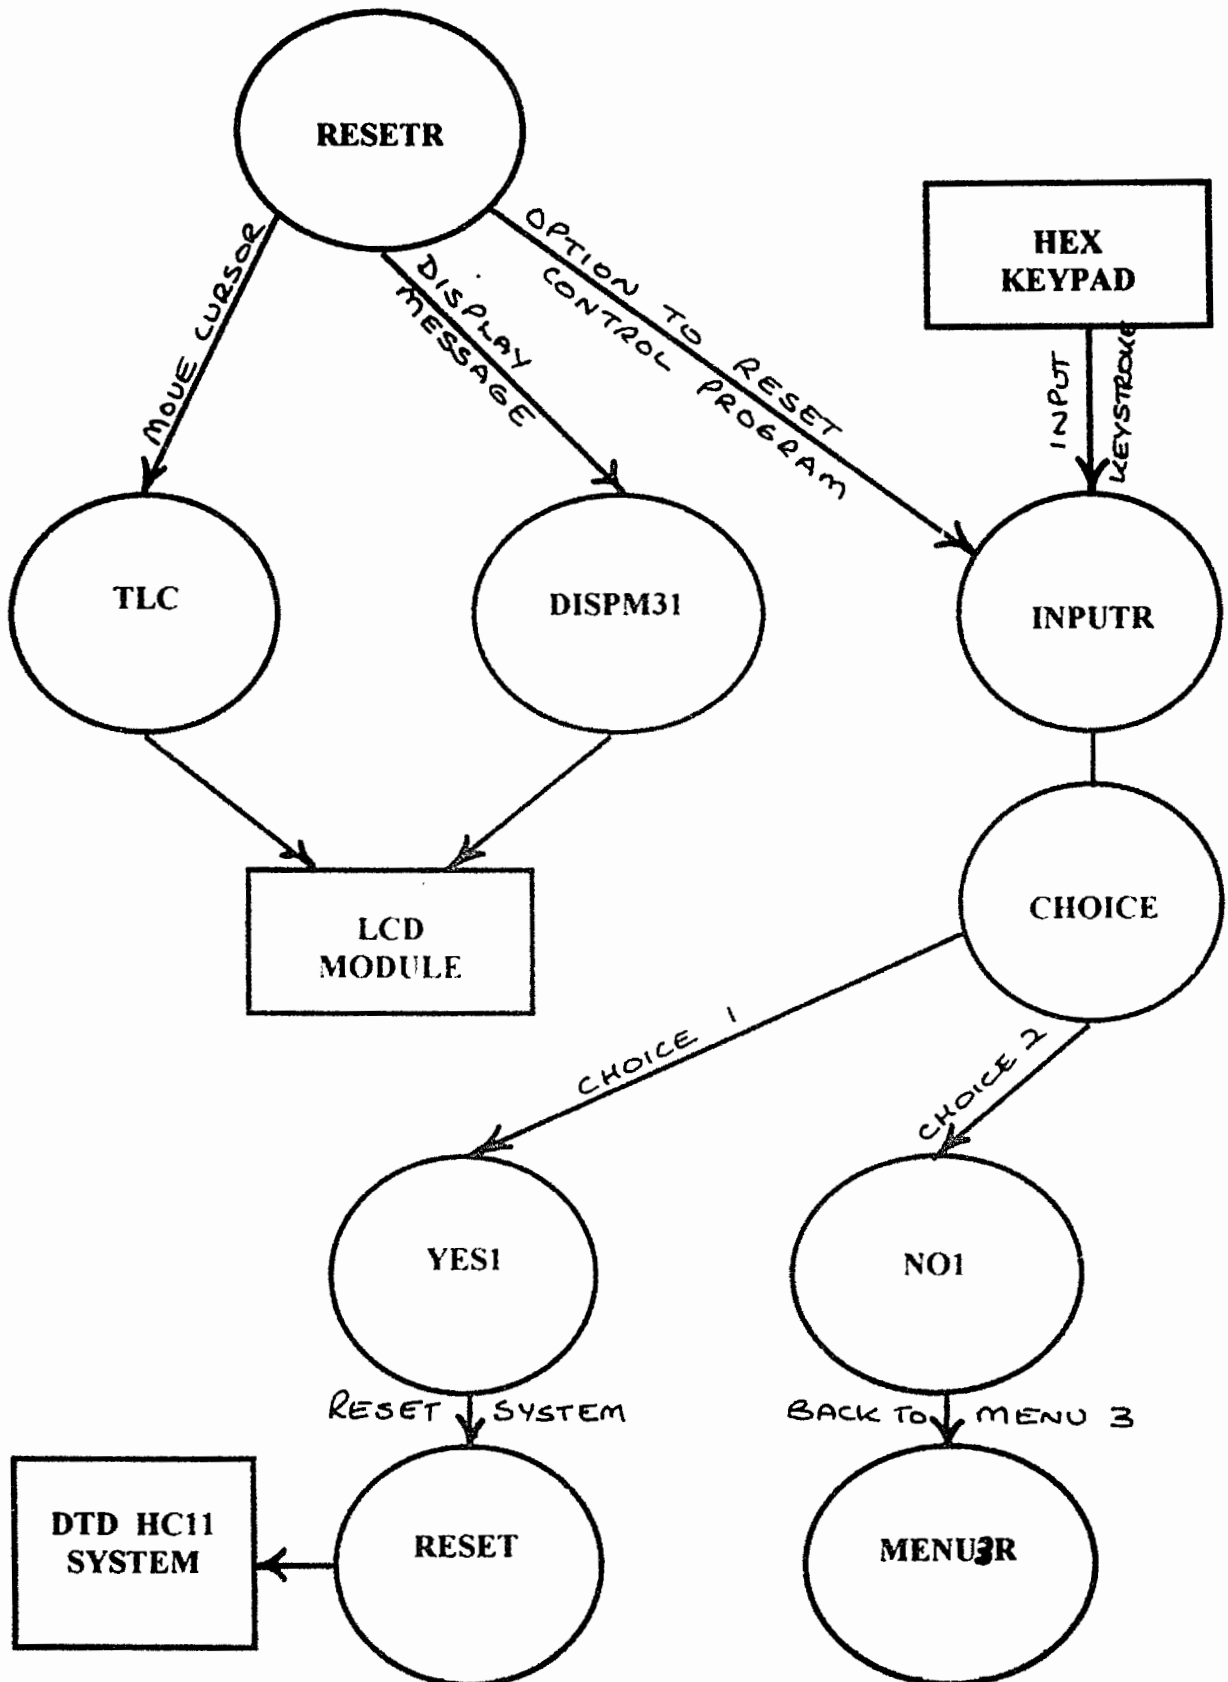 RESETR
HEX
KEYPAD
MOVE CURSOR
DISPLAY
MESSAGE
OPTION TO RESET
CONTROL PROGRAM
INPUT
KEYSTROKE
TLC
DISPM31
INPUTR
LCD
MODULE
CHOICE
CHOICE 1
CHOICE 2
YES1
NO1
RESET SYSTEM
BACK TO MENU 3
DTD HC11
SYSTEM
RESET
MENU3R